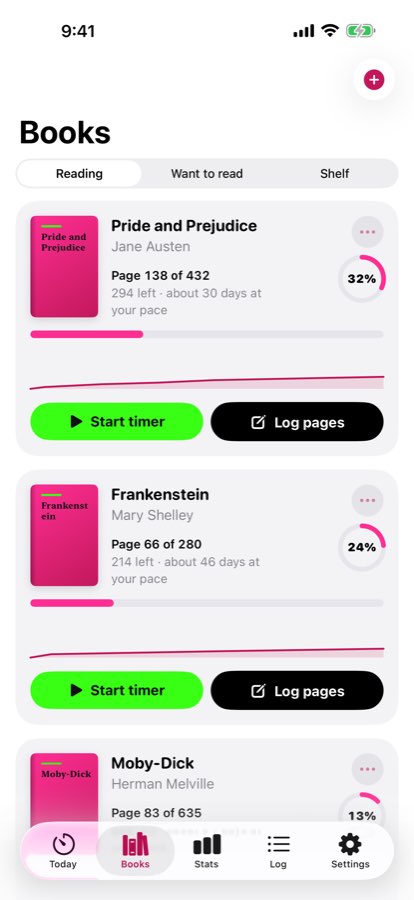 9:41
Books
Reading
Want to read
Shelf
Pride and
Prejudice
Pride and Prejudice
Jane Austen
Page 138 of 432
294 left · about 30 days at
your pace
32%
Start timer
Log pages
Frankenst
ein
Frankenstein
Mary Shelley
Page 66 of 280
214 left · about 46 days at
your pace
24%
Start timer
Log pages
Moby-Dick
Moby-Dick
Herman Melville
Page 83 of 635
13%
Today
Books
Stats
Log
Settings